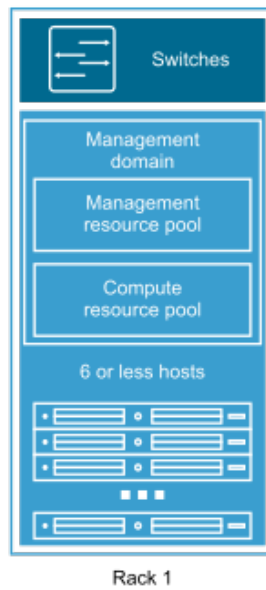 Switches
Management
domain
Management
resource pool
Compute
resource pool
6 or less hosts
Rack 1